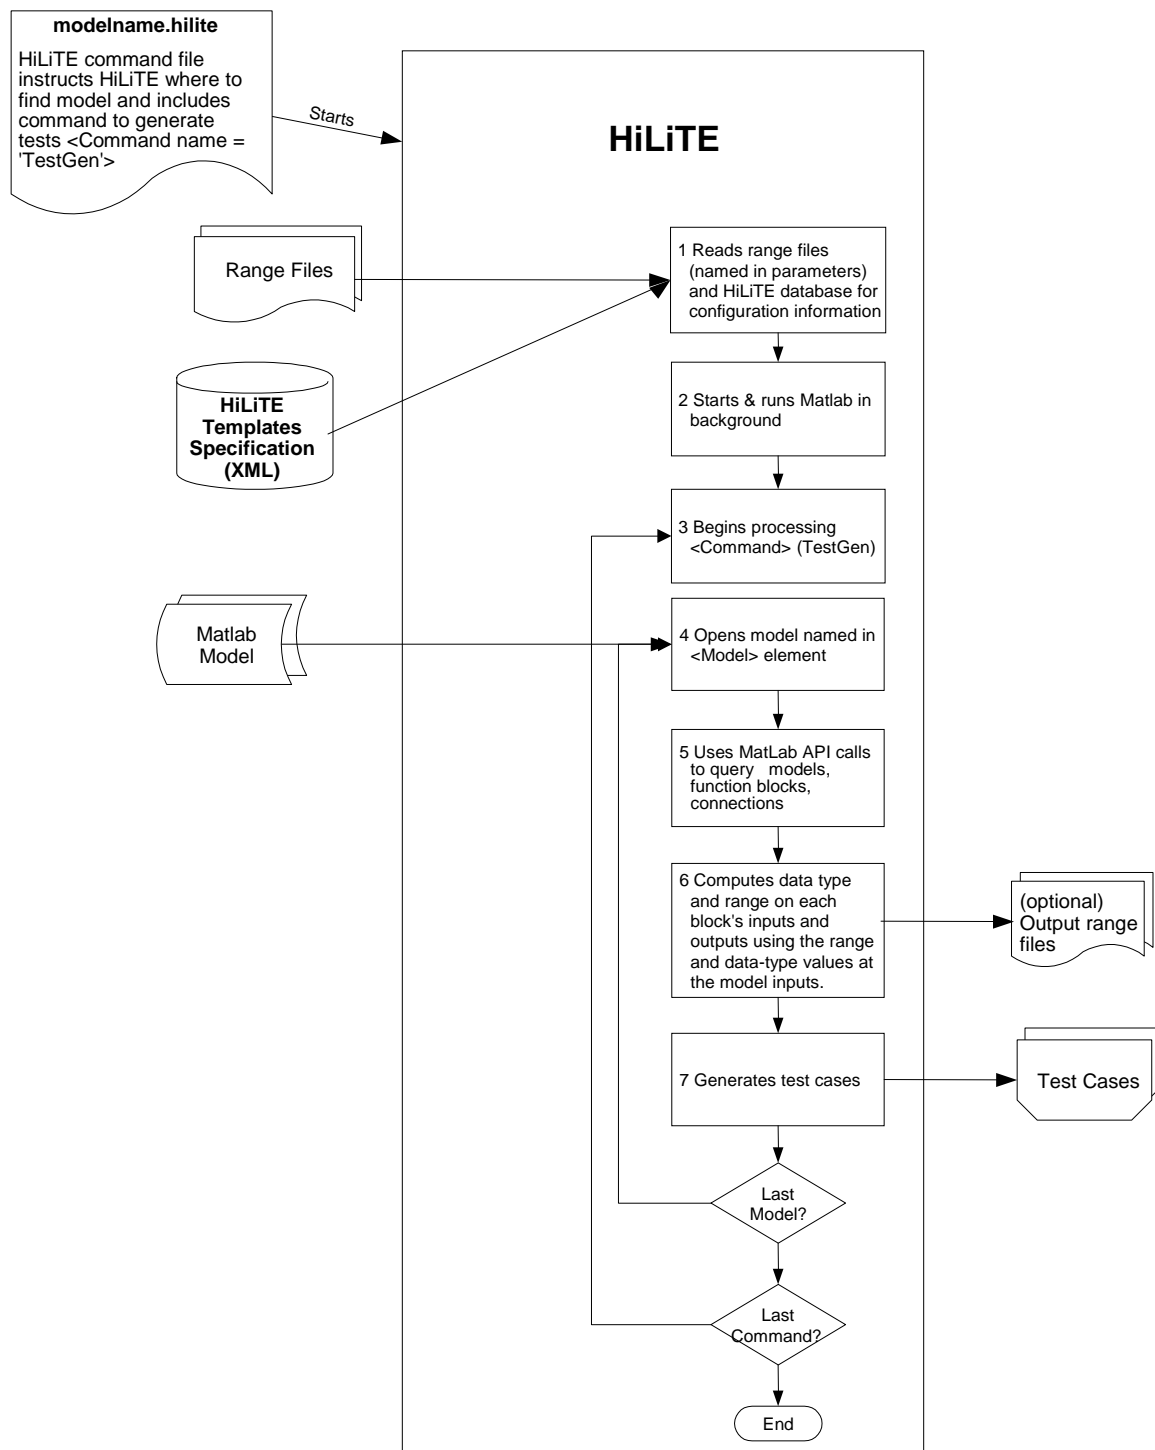 modelname.hilite
HiLiTE command file
instructs HiLiTE where to
find model and includes
command to generate
tests <Command name =
'TestGen'>
Starts
HiLiTE
Range Files
1 Reads range files
(named in parameters)
and HiLiTE database for
configuration information
HiLiTE
Templates
Specification
(XML)
2 Starts & runs Matlab in
background
3 Begins processing
<Command> (TestGen)
Matlab
Model
4 Opens model named in
<Model> element
5 Uses MatLab API calls
to query models,
function blocks,
connections
6 Computes data type
and range on each
block's inputs and
outputs using the range
and data-type values at
the model inputs.
(optional)
Output range
files
7 Generates test cases
Test Cases
Last
Model?
Last
Command?
End